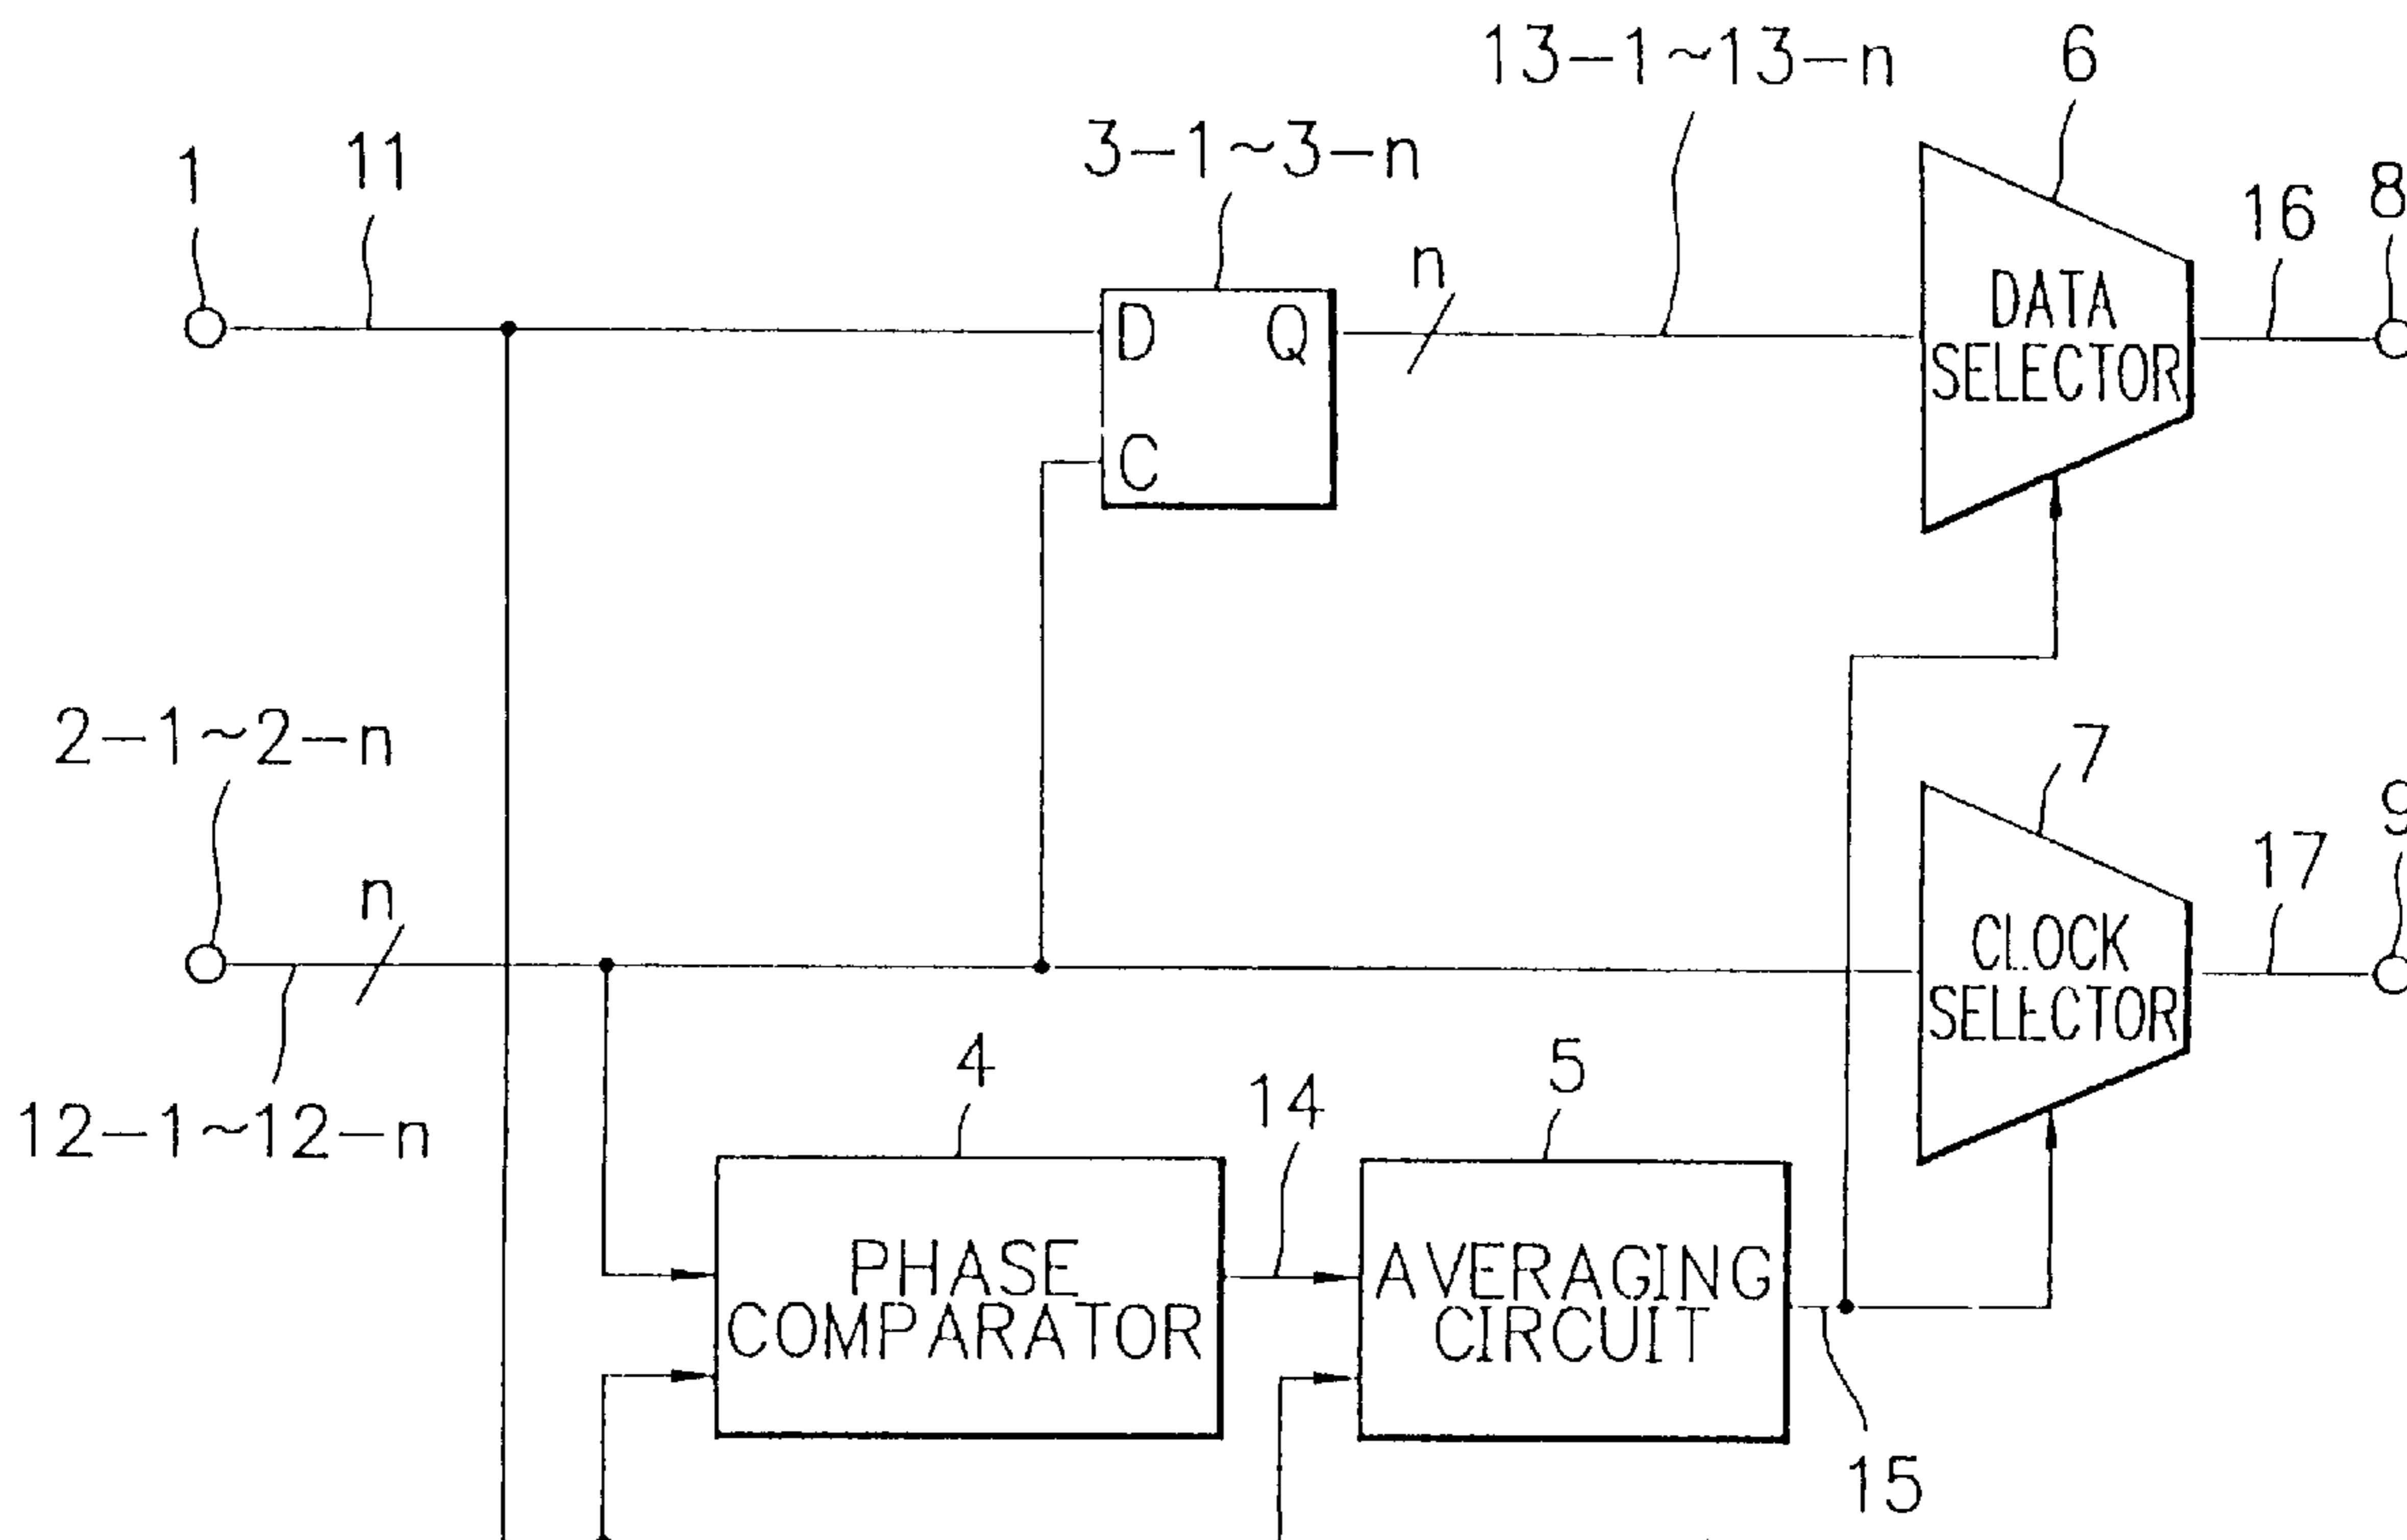 13-1~13-n
6
1
11
3-1~3-n
16
8
n
D
Q
C
DATA
SELECTOR
2-1~2-n
7
9
n
17
CLOCK
SELECTOR
12-1~12-n
4
14
5
PHASE
COMPARATOR
AVERAGING
CIRCUIT
15